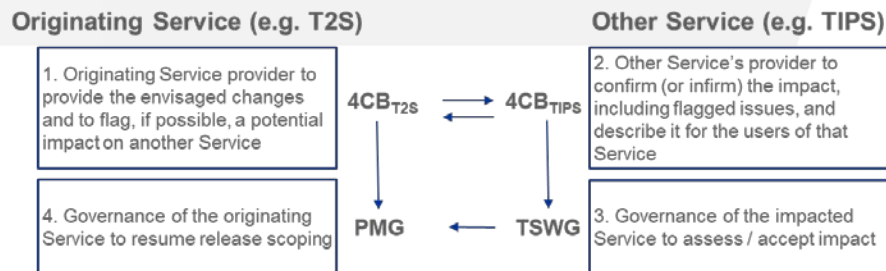 Originating Service (e.g. T2S)
Other Service (e.g. TIPS)
1. Originating Service provider to
provide the envisaged changes
and to flag, if possible, a potential
impact on another Service
4CBT2S
4CBTIPS
2. Other Service's provider to
confirm (or infirm) the impact,
including flagged issues, and
describe it for the users of that
Service
4. Governance of the originating
Service to resume release scoping
PMG
TSWG
3. Governance of the impacted
Service to assess / accept impact